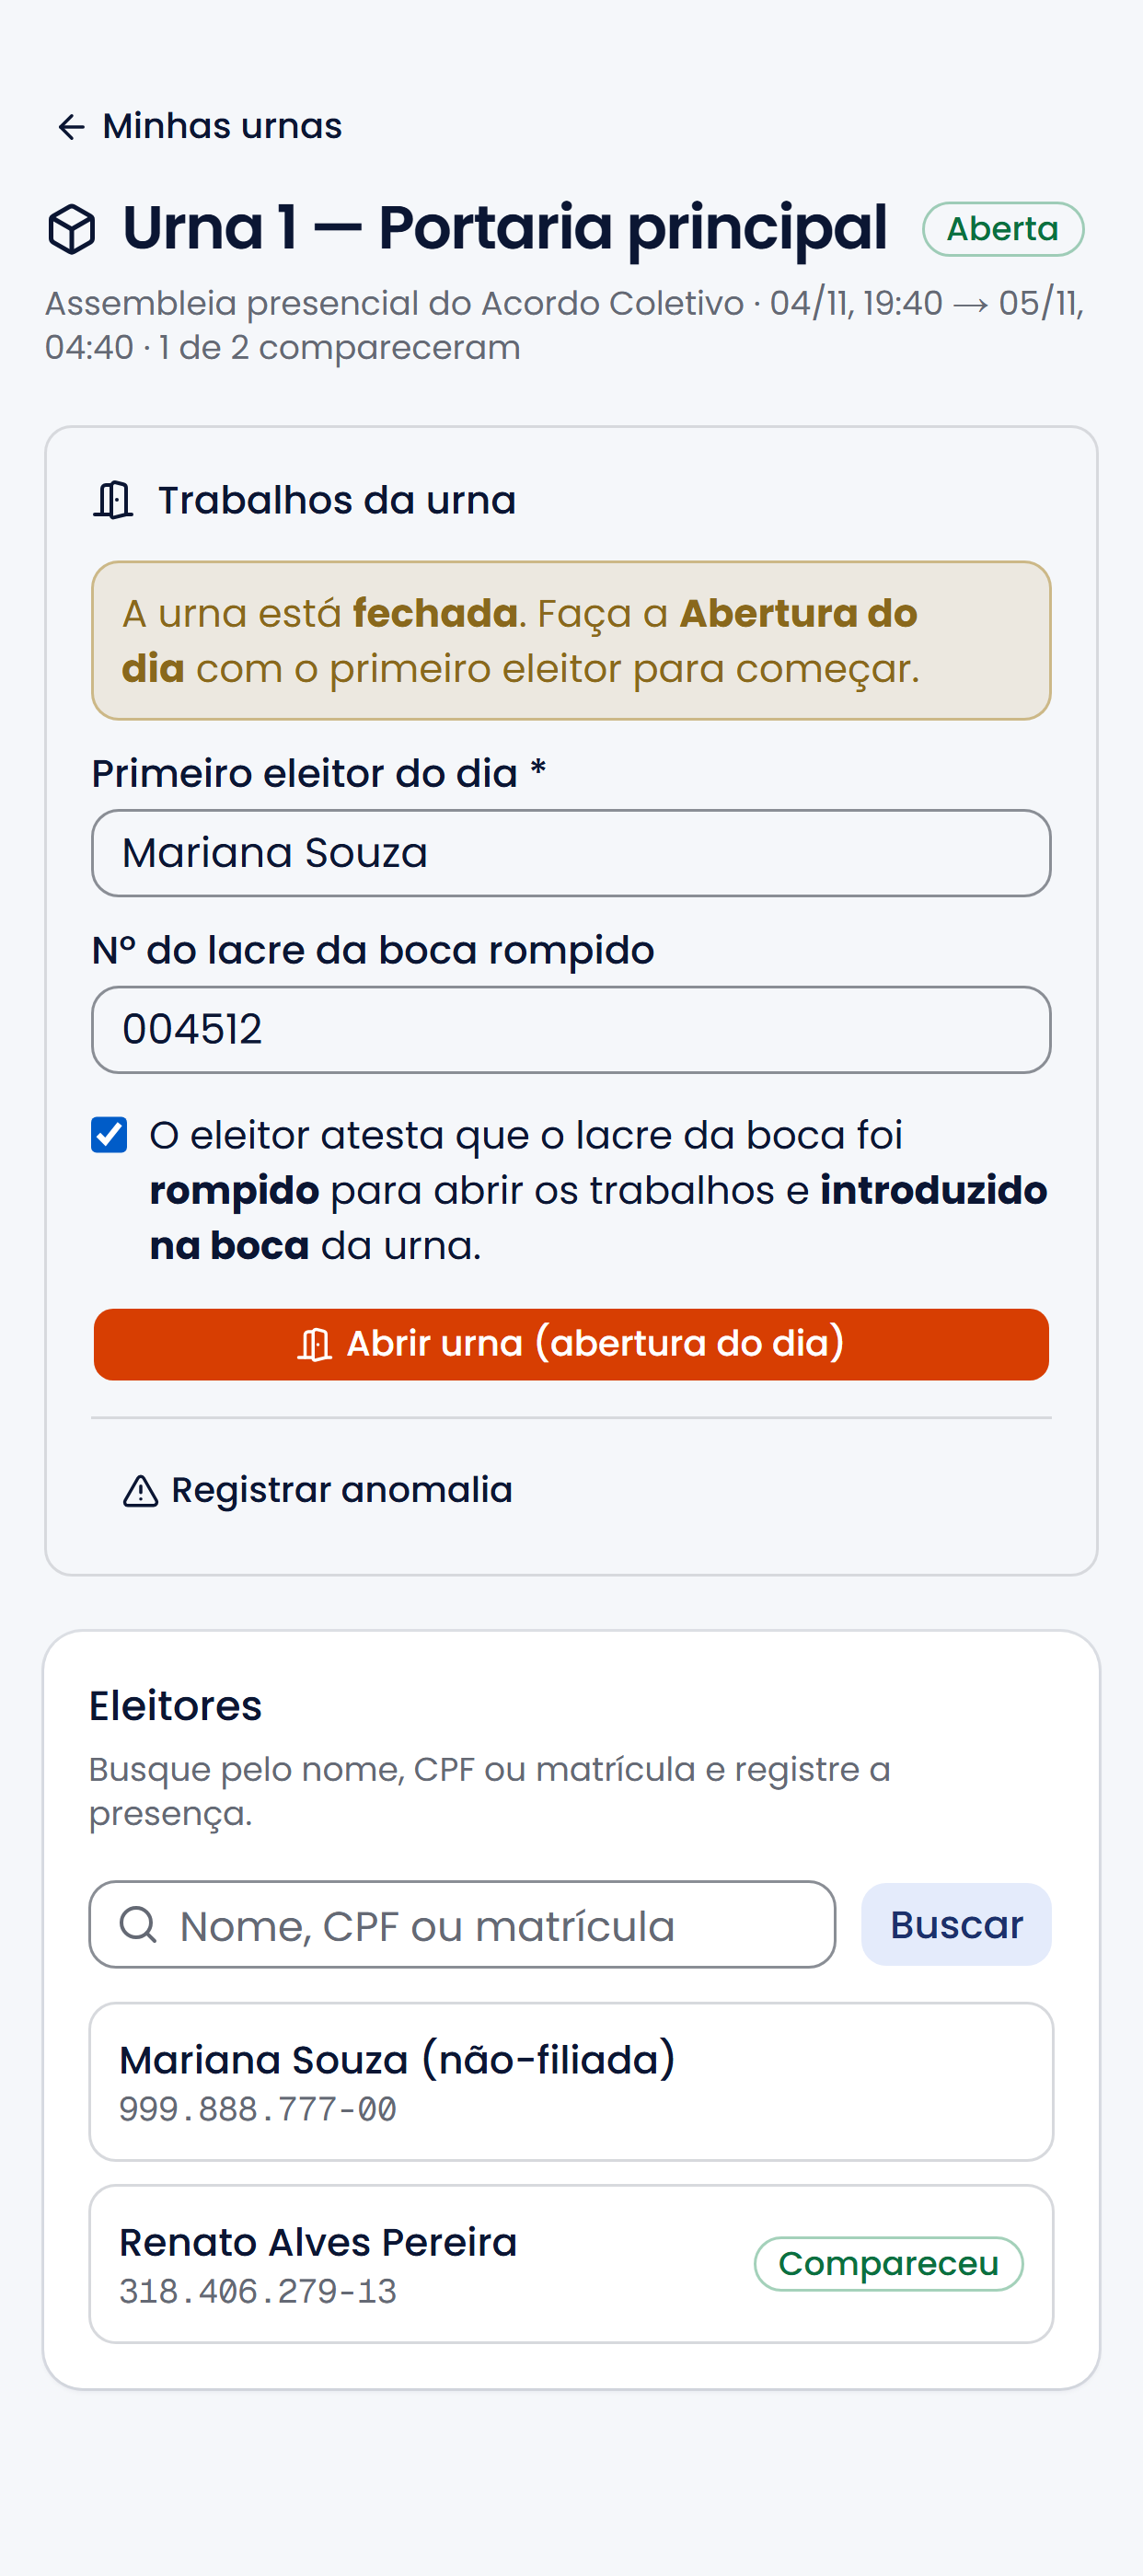 ← Minhas urnas
Urna 1 — Portaria principal
Aberta
Assembleia presencial do Acordo Coletivo · 04/11, 19:40 → 05/11,
04:40 · 1 de 2 compareceram
Trabalhos da urna
A urna está fechada. Faça a Abertura do
dia com o primeiro eleitor para começar.
Primeiro eleitor do dia *
Mariana Souza
Nº do lacre da boca rompido
004512
O eleitor atesta que o lacre da boca foi
rompido para abrir os trabalhos e introduzido
na boca da urna.
Abrir urna (abertura do dia)
Registrar anomalia
Eleitores
Busque pelo nome, CPF ou matrícula e registre a
presença.
Nome, CPF ou matrícula
Buscar
Mariana Souza (não-filiada)
999.888.777-00
Renato Alves Pereira
318.406.279-13
Compareceu